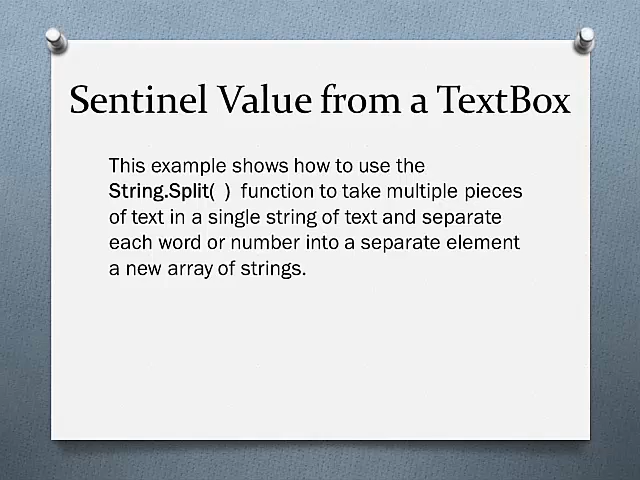 Sentinel Value from a TextBox
This example shows how to use the
String.Split( ) function to take multiple pieces
of text in a single string of text and separate
each word or number into a separate element
a new array of strings.